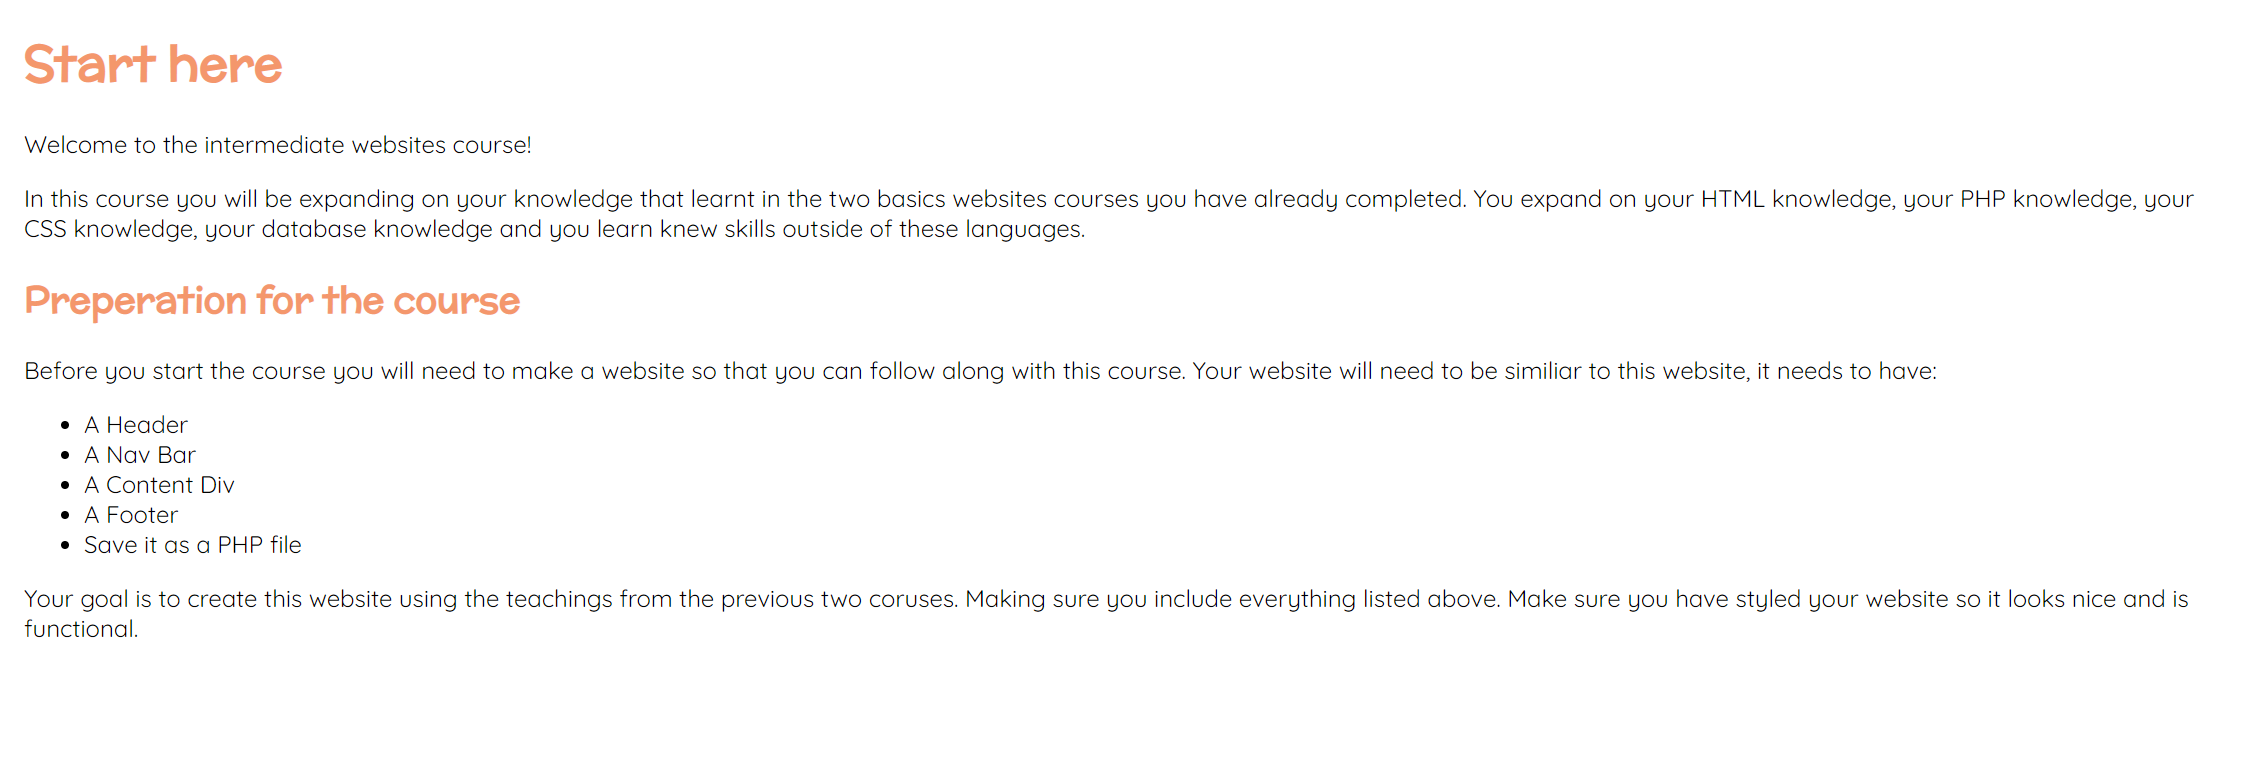 Start here
Welcome to the intermediate websites course!
In this course you will be expanding on your knowledge that learnt in the two basics websites courses you have already completed. You expand on your HTML knowledge, your PHP knowledge, your
CSS knowledge, your database knowledge and you learn knew skills outside of these languages.
Preperation for the course
Before you start the course you will need to make a website so that you can follow along with this course. Your website will need to be similiar to this website, it needs to have:
• A Header
• A Nav Bar
• A Content Div
• A Footer
• Save it as a PHP file
Your goal is to create this website using the teachings from the previous two coruses. Making sure you include everything listed above. Make sure you have styled your website so it looks nice and is
functional.